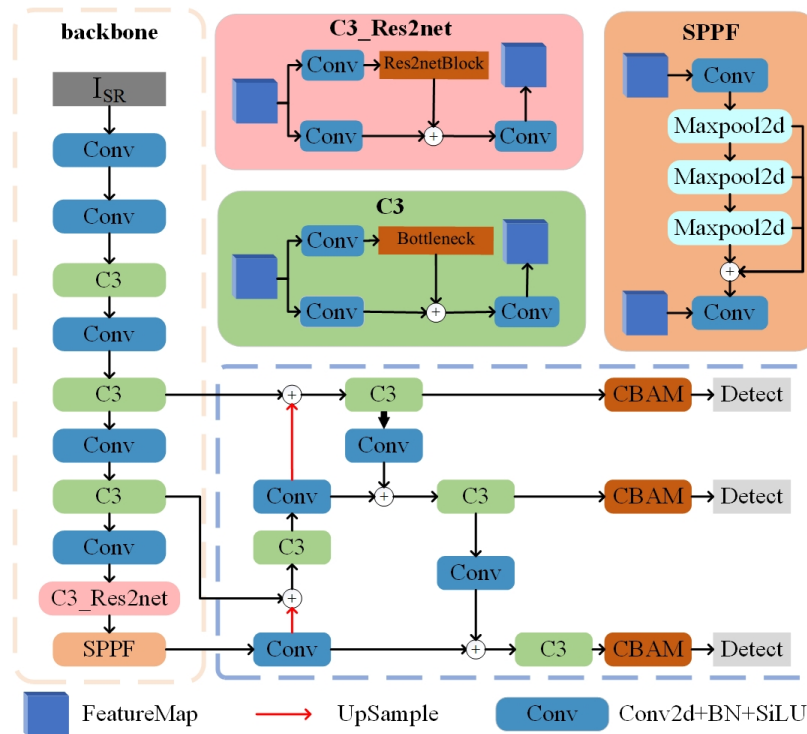 backbone
I_SR
Conv
Conv
C3
Conv
C3
Conv
C3
Conv
C3_Res2net
SPPF
C3_Res2net
Conv
Res2netBlock
Conv
+
Conv
C3
Conv
Bottleneck
Conv
+
Conv
SPPF
Conv
Maxpool2d
Maxpool2d
Maxpool2d
+
Conv
+
C3
CBAM
Detect
Conv
Conv
+
C3
CBAM
Detect
C3
Conv
+
Conv
+
C3
CBAM
Detect
FeatureMap
UpSample
Conv
Conv2d+BN+SiLU